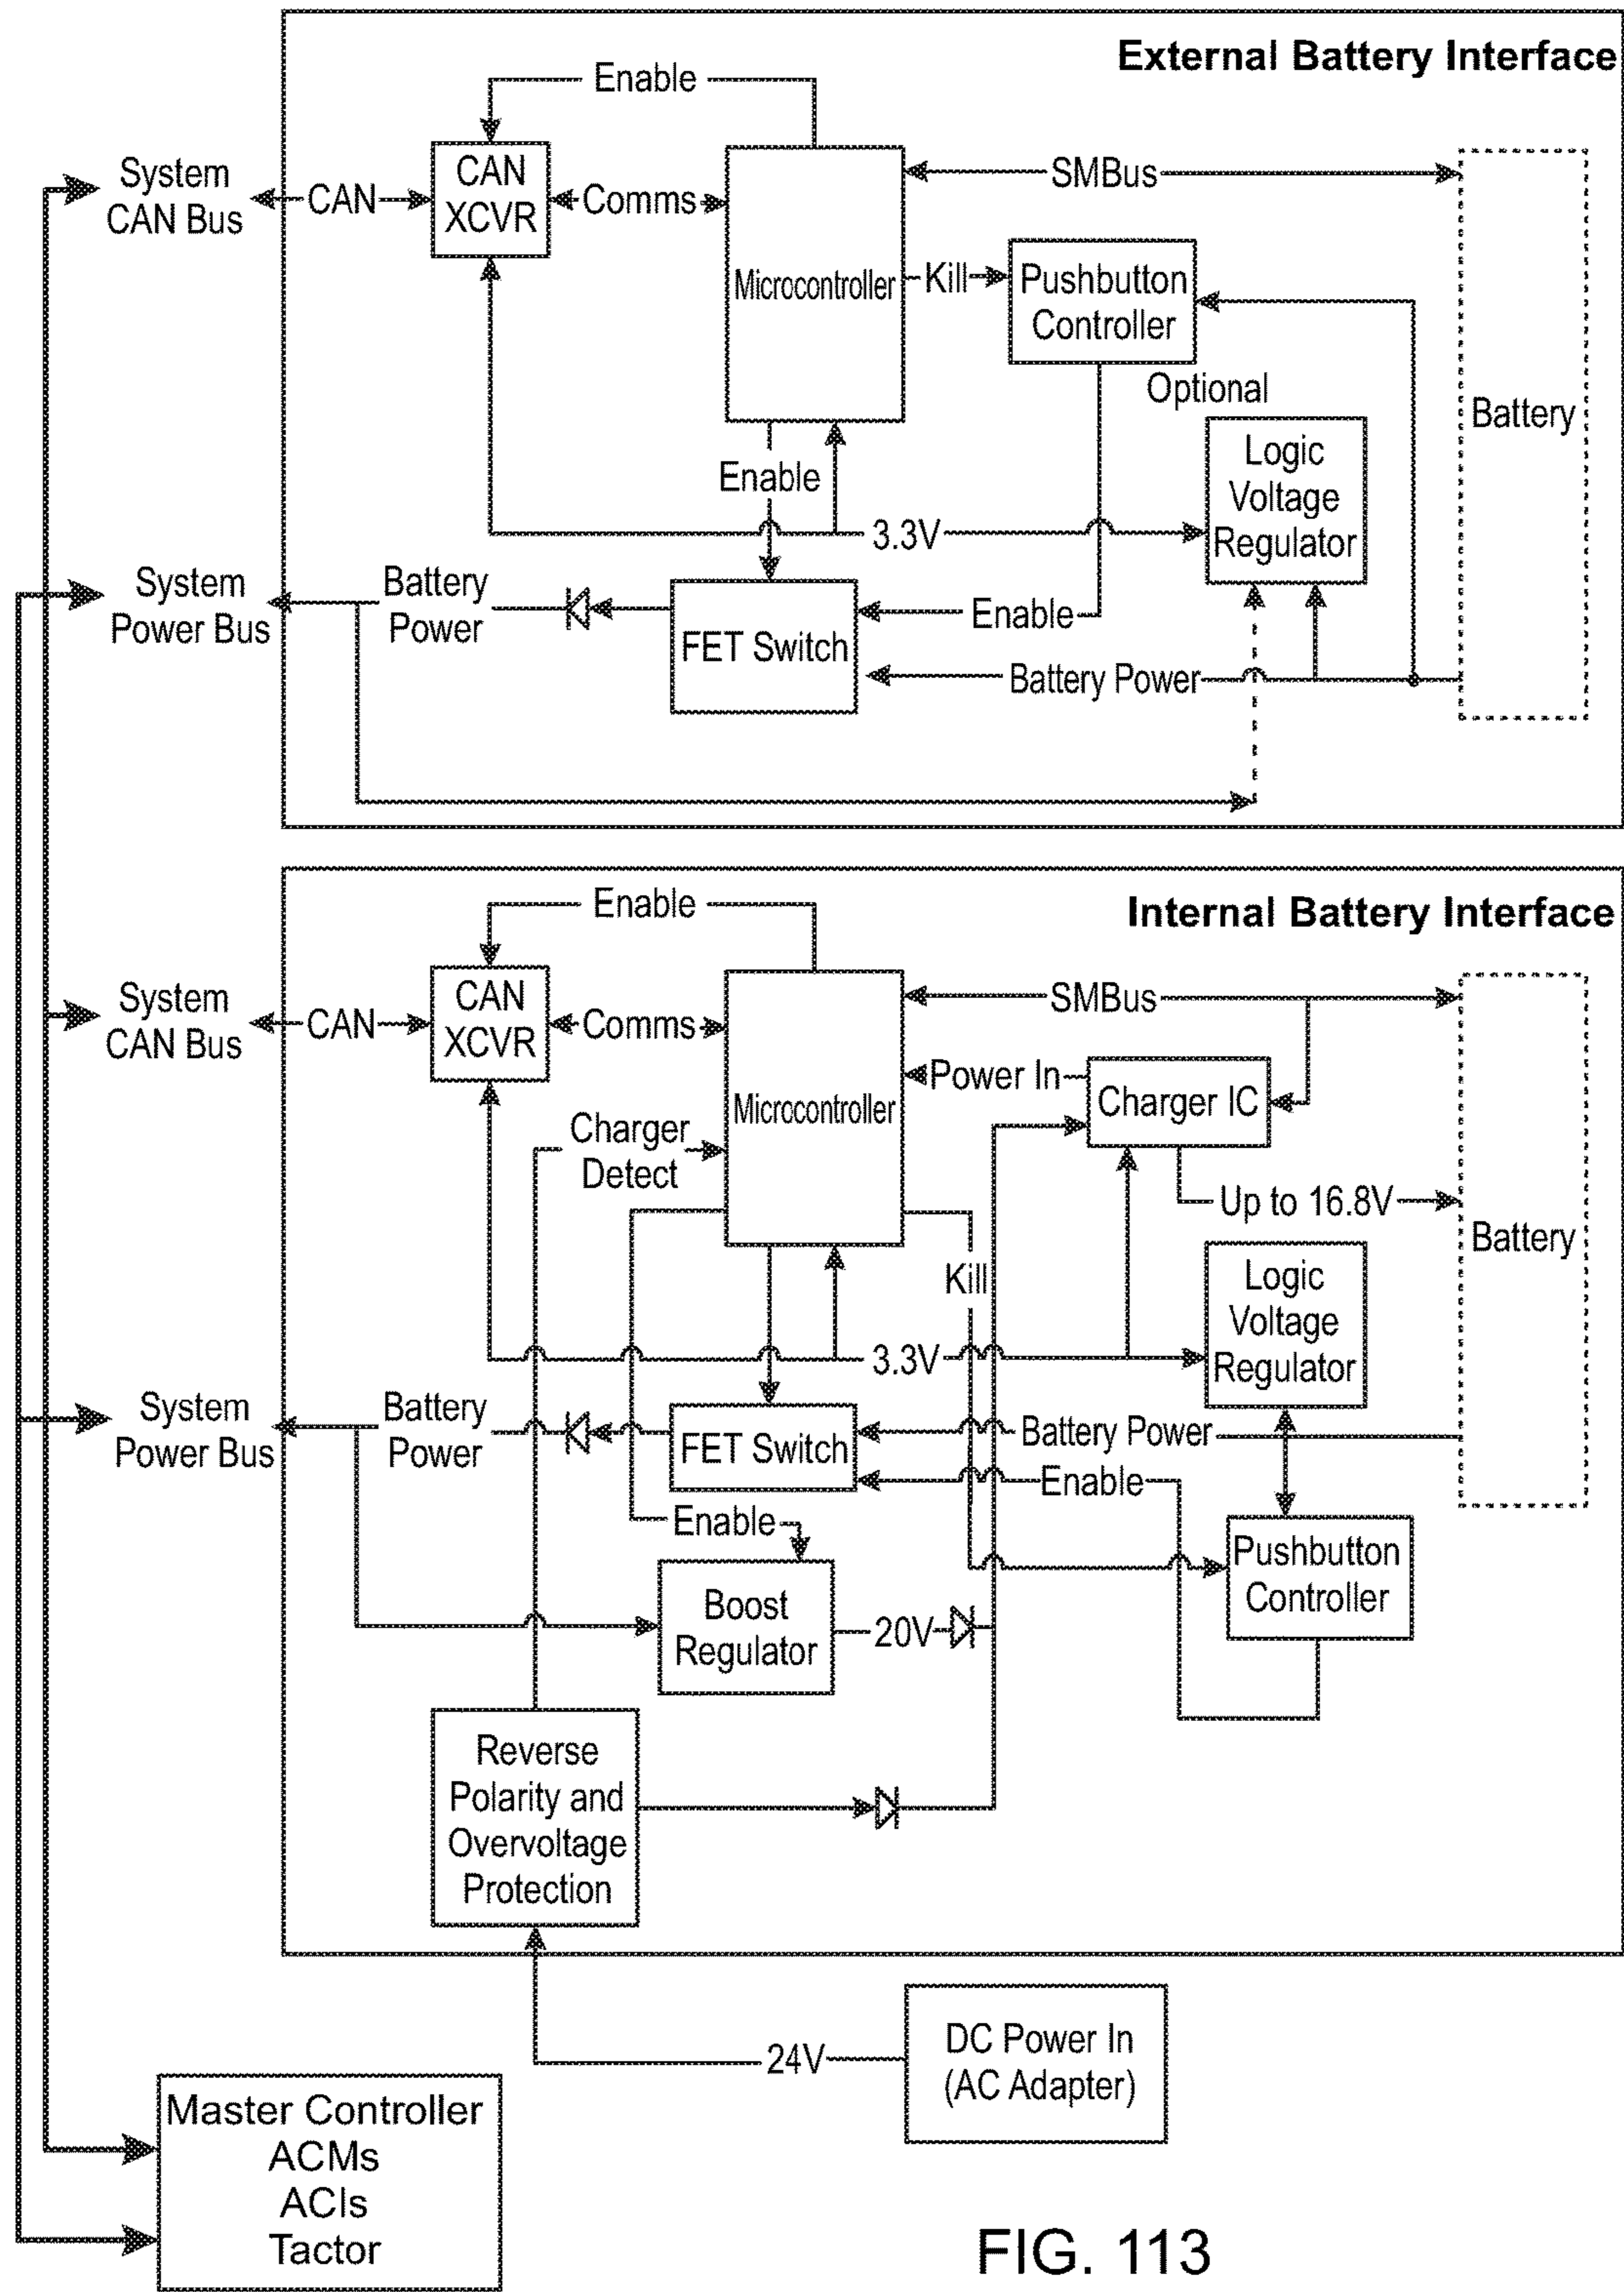 External Battery Interface
Enable
System
CAN Bus
CAN
CAN
XCVR
Comms
Microcontroller
SMBus
Kill
Pushbutton
Controller
Optional
Battery
Logic
Voltage
Regulator
Enable
3.3V
System
Power Bus
Battery
Power
FET Switch
Enable
Battery Power
Internal Battery Interface
Enable
System
CAN Bus
CAN
CAN
XCVR
Comms
Microcontroller
SMBus
Power In
Charger IC
Charger
Detect
Up to 16.8V
Battery
Kill
Logic
Voltage
Regulator
3.3V
System
Power Bus
Battery
Power
FET Switch
Battery Power
Enable
Enable
Pushbutton
Controller
Boost
Regulator
20V
Reverse
Polarity and
Overvoltage
Protection
24V
DC Power In
(AC Adapter)
Master Controller
ACMs
ACIs
Tactor
FIG. 113